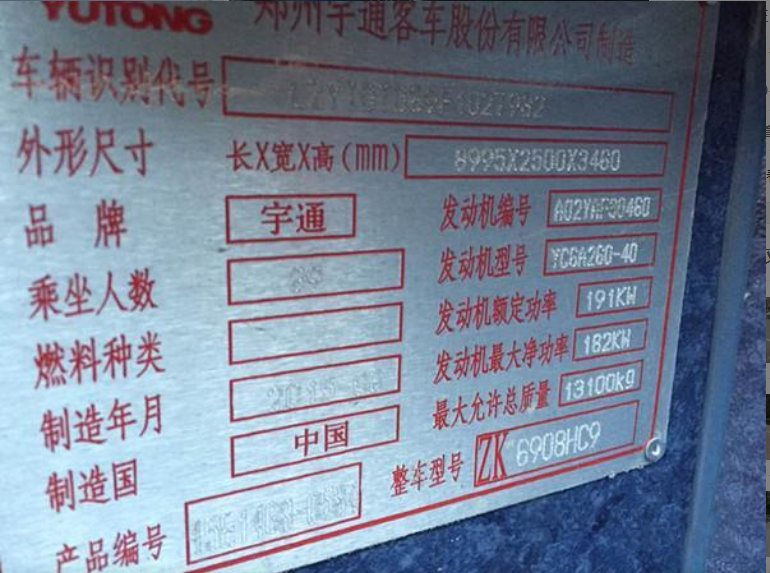 YUTONG 郑州宇通客车股份有限公司制造
车辆识别代号
外形尺寸 长X宽X高(mm) 8995X2500X3460
品 牌 宇通 发动机编号
乘坐人数 发动机型号 YC6A260-40
燃料种类 发动机额定功率 191KW
制造年月 发动机最大净功率 182KW
制造国 中国 最大允许总质量 13100kg
产品编号 整车型号 ZK 6908HC9